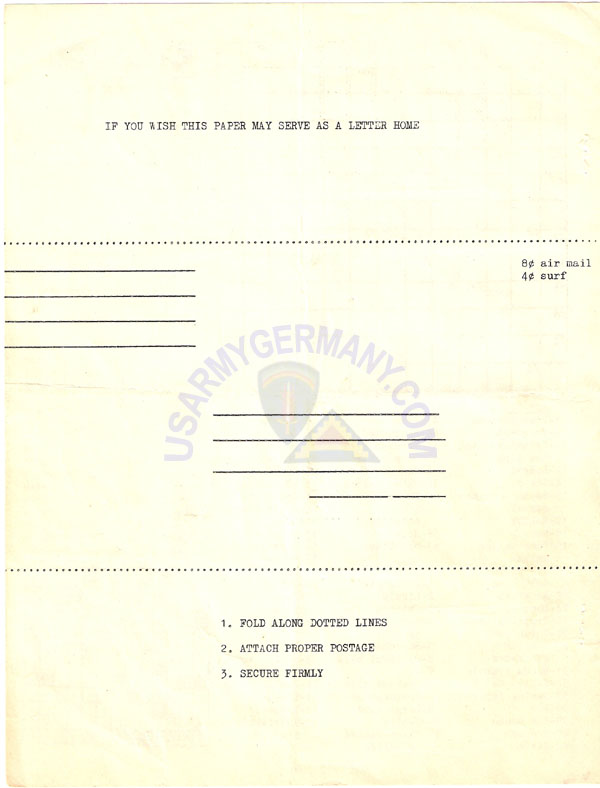 IF YOU WISH THIS PAPER MAY SERVE AS A LETTER HOME
8¢ air mail
4¢ surf
USARMYGERMANY.COM
1. FOLD ALONG DOTTED LINES
2. ATTACH PROPER POSTAGE
3. SECURE FIRMLY